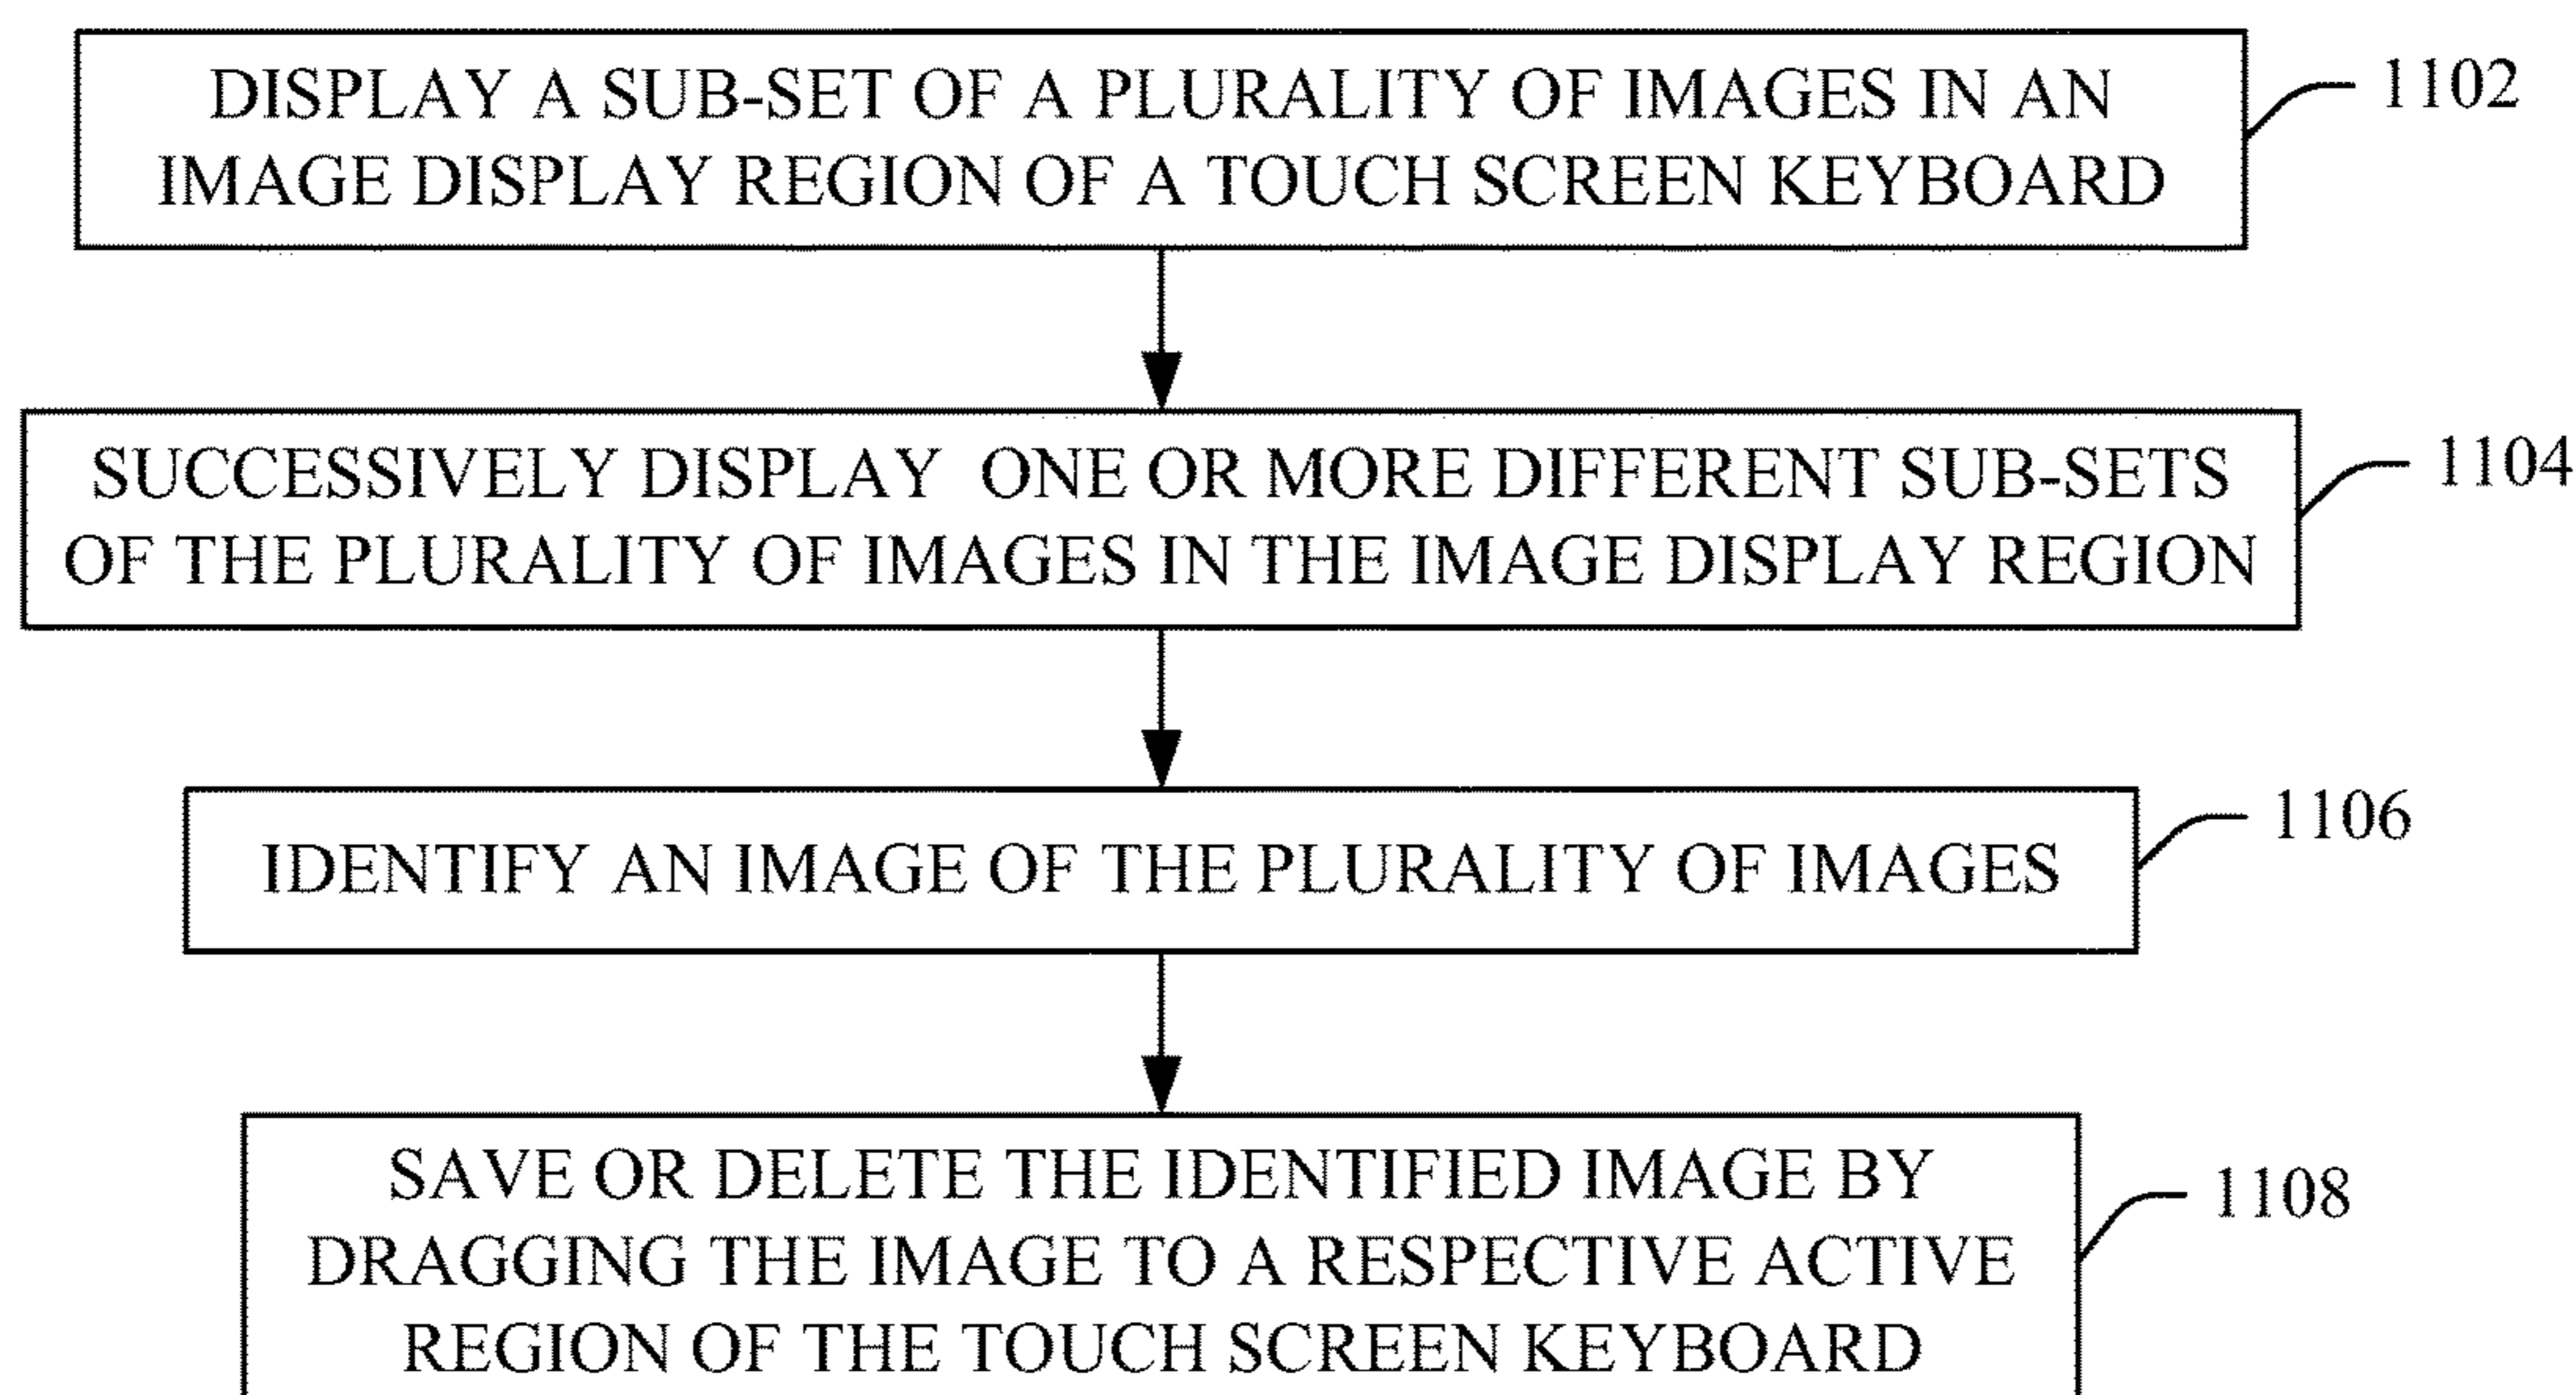 DISPLAY A SUB-SET OF A PLURALITY OF IMAGES IN AN
IMAGE DISPLAY REGION OF A TOUCH SCREEN KEYBOARD
1102
SUCCESSIVELY DISPLAY ONE OR MORE DIFFERENT SUB-SETS
OF THE PLURALITY OF IMAGES IN THE IMAGE DISPLAY REGION
1104
IDENTIFY AN IMAGE OF THE PLURALITY OF IMAGES
1106
SAVE OR DELETE THE IDENTIFIED IMAGE BY
DRAGGING THE IMAGE TO A RESPECTIVE ACTIVE
REGION OF THE TOUCH SCREEN KEYBOARD
1108